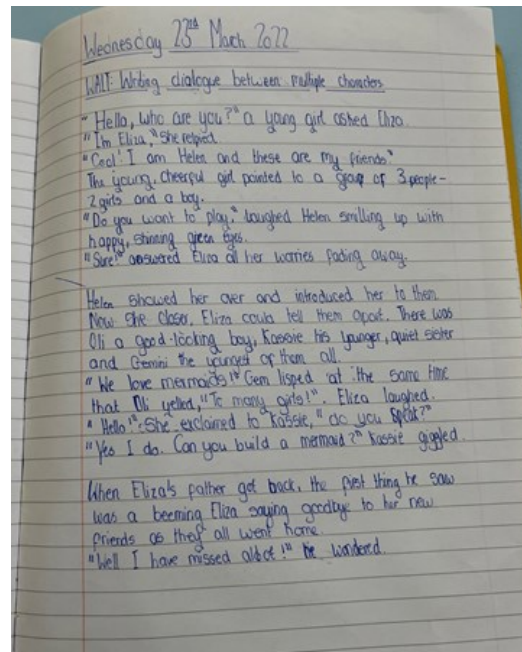 Wednesday 23rd March 2022
WALT: Writing dialogue between multiple characters
"Hello, who are you?" a young girl asked Eliza.
"I'm Eliza," she replyed.
"Cool! I am Helen and these are my friends."
The young, cheerful girl pointed to a group of 3 people-
2 girls and a boy.
"Do you want to play," laughed Helen smilling up with
happy, shinning green eyes.
"Sure!" answered Eliza all her worries fading away.
Helen showed her over and introduced her to them
Now she closer, Eliza could tell them apart. There was
Oli a good-looking boy, Kassie his younger, quiet sister
and Gemini the youngest of them all.
"We love mermaids!" Gem lisped at the same time
that Oli yelled, "To many girls!". Eliza laughed.
"Hello!" she exclaimed to Kassie, "do you speak?"
"Yes I do. Can you build a mermaid?" Kassie giggled.
When Eliza's father got back, the first thing he saw
was a beeming Eliza saying goodbye to her new
friends as they all went home.
"Well I have missed alot!" he wondered.